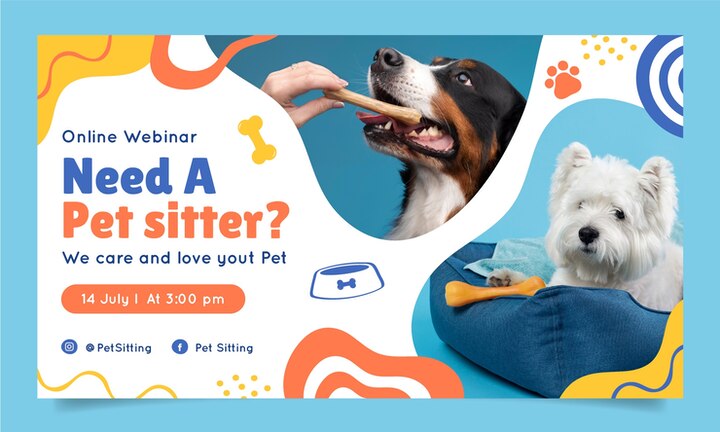 Online Webinar
Need A
Pet sitter?
We care and love yout Pet
14 July | At 3:00 pm
@PetSitting
Pet Sitting